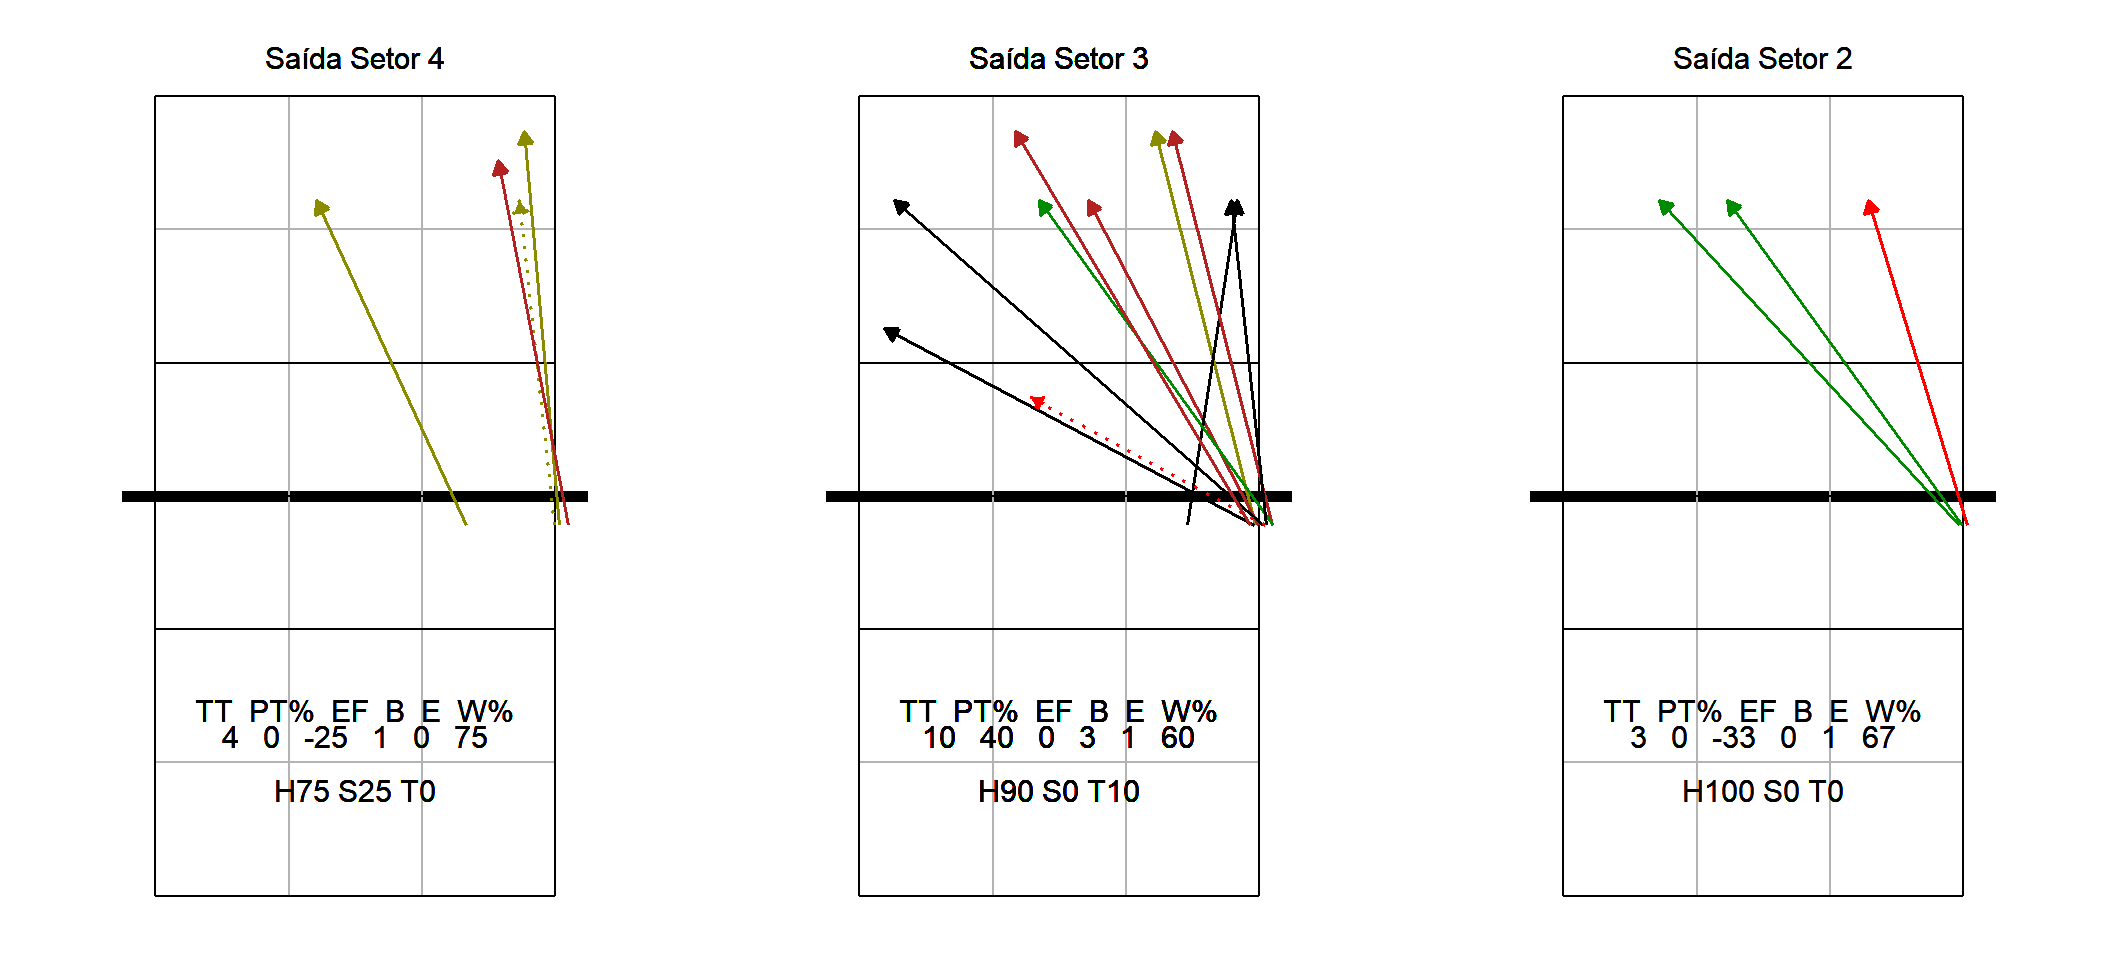 Saída Setor 4
TT PT% EF B E W%
4 0 -25 1 0 75
H75 S25 T0
Saída Setor 3
TT PT% EF B E W%
10 40 0 3 1 60
H90 S0 T10
Saída Setor 2
TT PT% EF B E W%
3 0 -33 0 1 67
H100 S0 T0